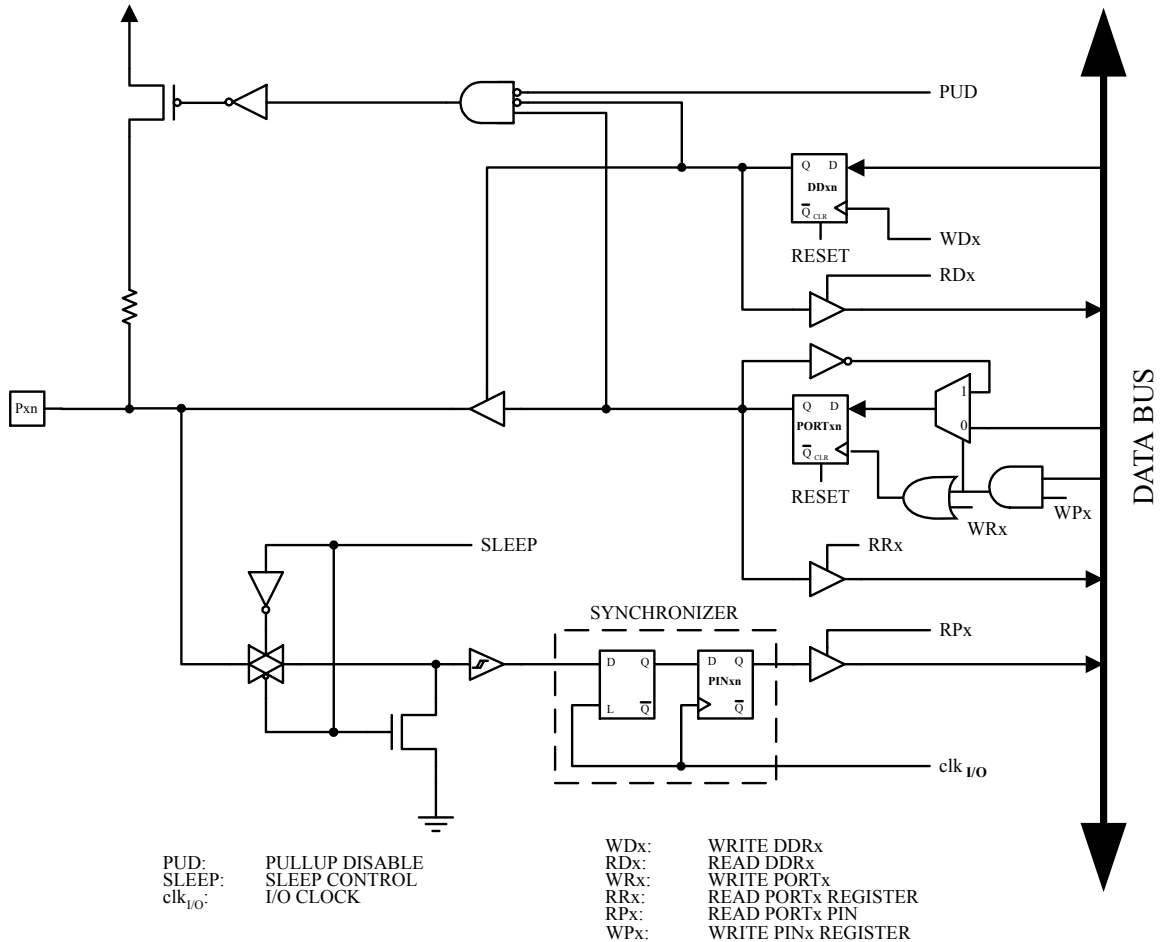 PUD
Q D
DDxn
Q CLR
WDx
RESET
RDx
Pxn
1
Q D
PORTxn
0
Q CLR
RESET
WRx
WPx
DATA BUS
SLEEP
RRx
SYNCHRONIZER
RPx
D Q
D Q
PINxn
L Q
Q
clk I/O
PUD: PULLUP DISABLE
SLEEP: SLEEP CONTROL
clkI/O: I/O CLOCK
WDx: WRITE DDRx
RDx: READ DDRx
WRx: WRITE PORTx
RRx: READ PORTx REGISTER
RPx: READ PORTx PIN
WPx: WRITE PINx REGISTER